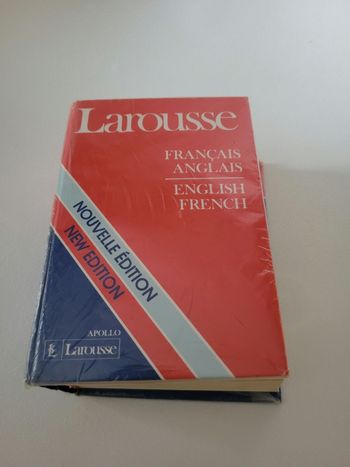 Larousse
FRANÇAIS
ANGLAIS
ENGLISH
FRENCH
NOUVELLE ÉDITION
NEW EDITION
APOLLO
Larousse